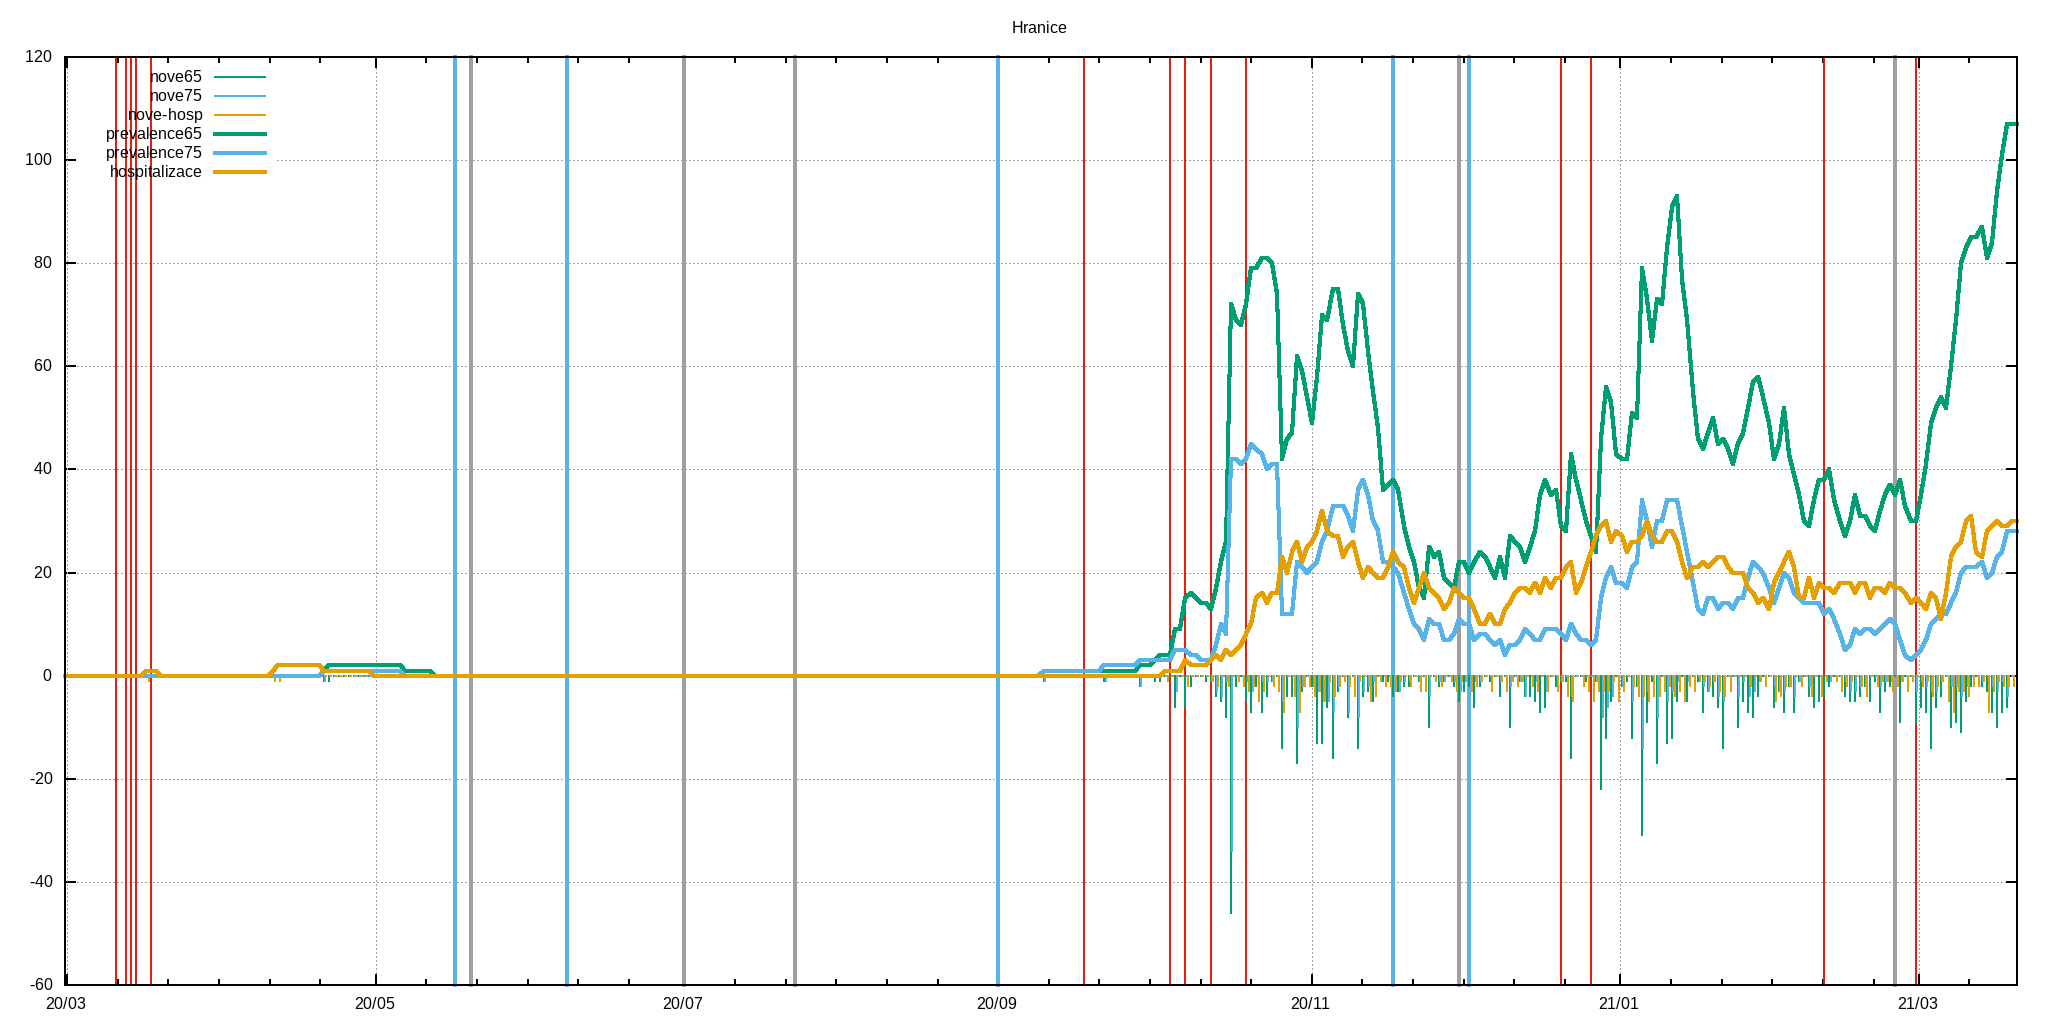 Hranice
120
100
80
60
40
20
0
-20
-40
-60
nove65
nove75
nove-hosp
prevalence65
prevalence75
hospitalizace
20/03 20/05 20/07 20/09 20/11 21/01 21/03